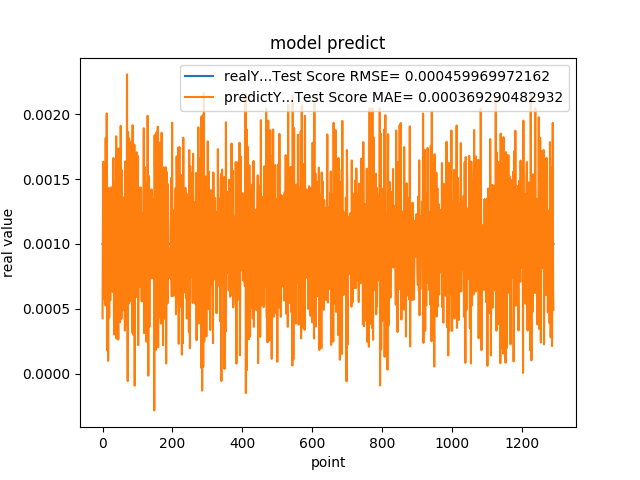 model predict
realY...Test Score RMSE= 0.000459969972162
predictY...Test Score MAE= 0.000369290482932
0.0020
0.0015
0.0010
0.0005
0.0000
real value
0 200 400 600 800 1000 1200
point